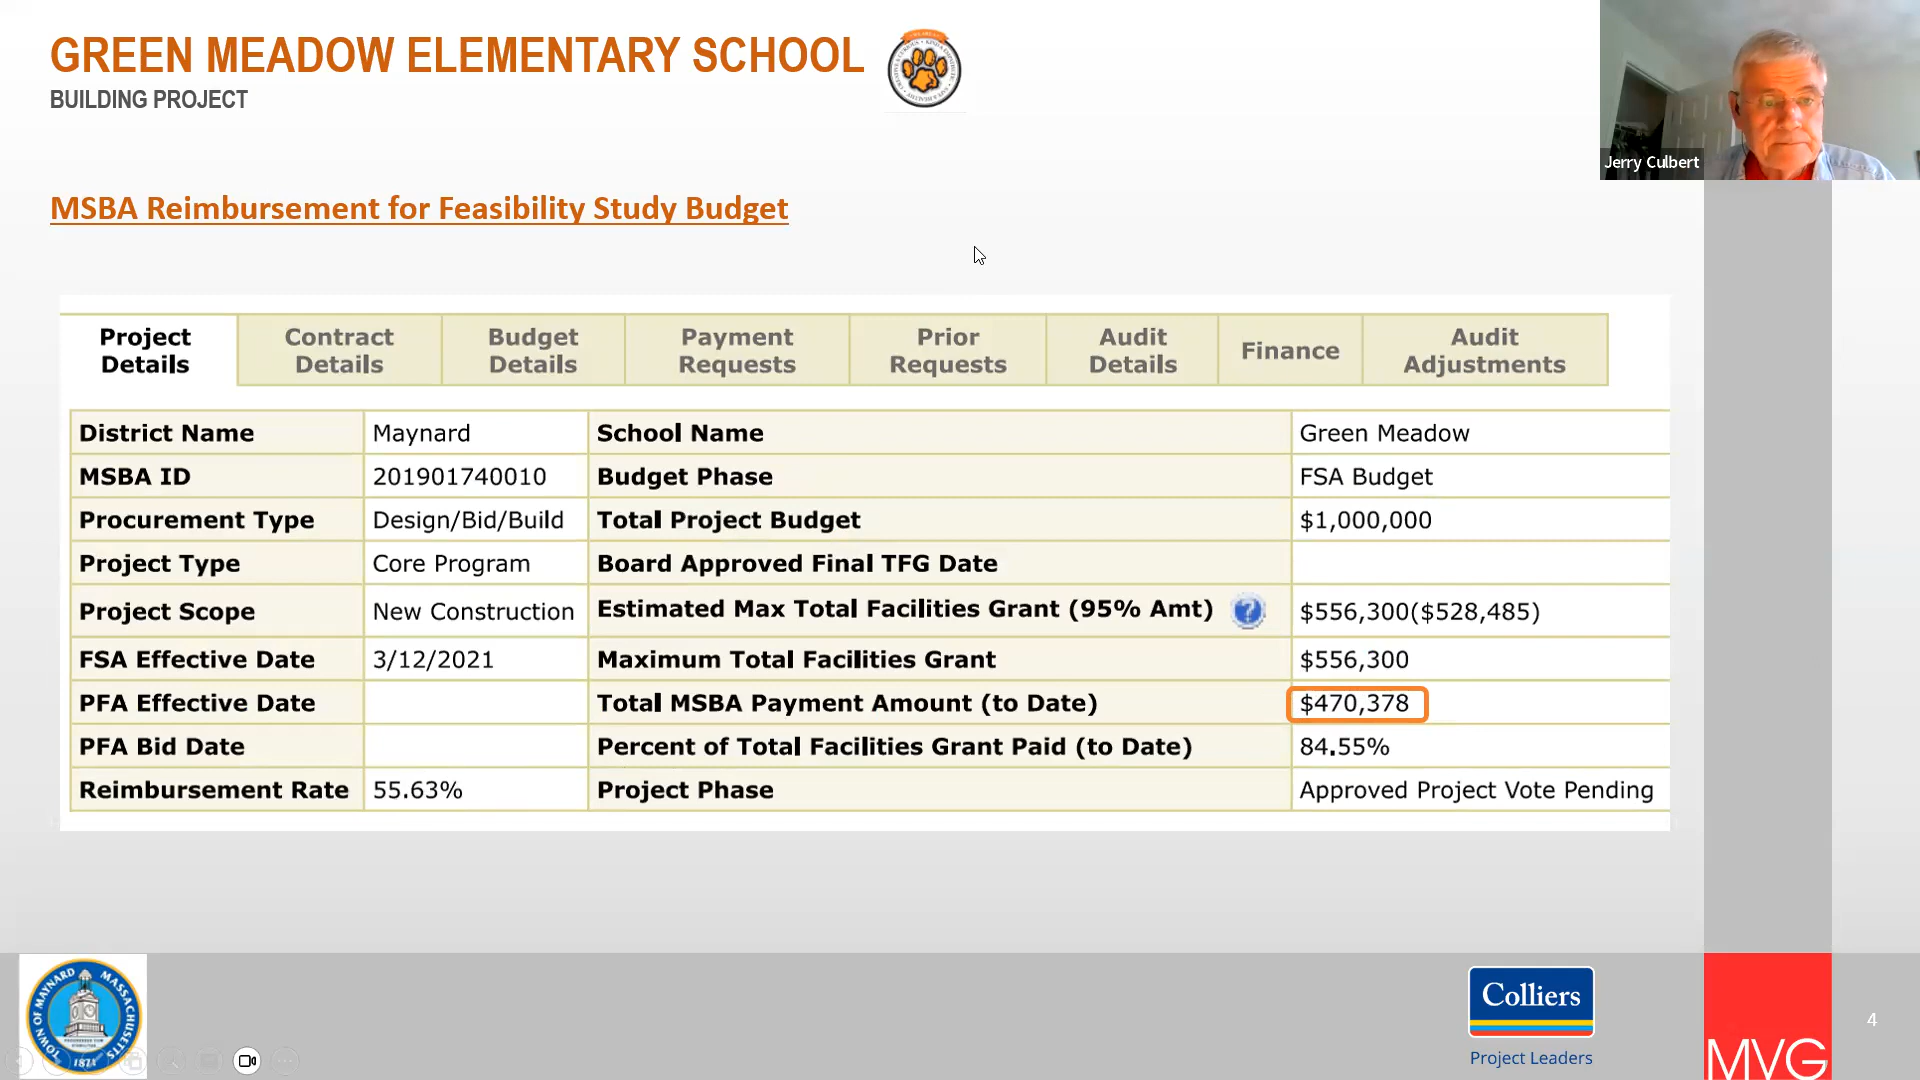 GREEN MEADOW ELEMENTARY SCHOOL
BUILDING PROJECT
Jerry Culbert
MSBA Reimbursement for Feasibility Study Budget
Project Details
Contract Details
Budget Details
Payment Requests
Prior Requests
Audit Details
Finance
Audit Adjustments
District Name Maynard School Name Green Meadow
MSBA ID 201901740010 Budget Phase FSA Budget
Procurement Type Design/Bid/Build Total Project Budget $1,000,000
Project Type Core Program Board Approved Final TFG Date
Project Scope New Construction Estimated Max Total Facilities Grant (95% Amt) ? $556,300($528,485)
FSA Effective Date 3/12/2021 Maximum Total Facilities Grant $556,300
PFA Effective Date Total MSBA Payment Amount (to Date) $470,378
PFA Bid Date Percent of Total Facilities Grant Paid (to Date) 84.55%
Reimbursement Rate 55.63% Project Phase Approved Project Vote Pending
TOWN OF MAYNARD MASSACHUSETTS
1871
Colliers
Project Leaders
MVG
4